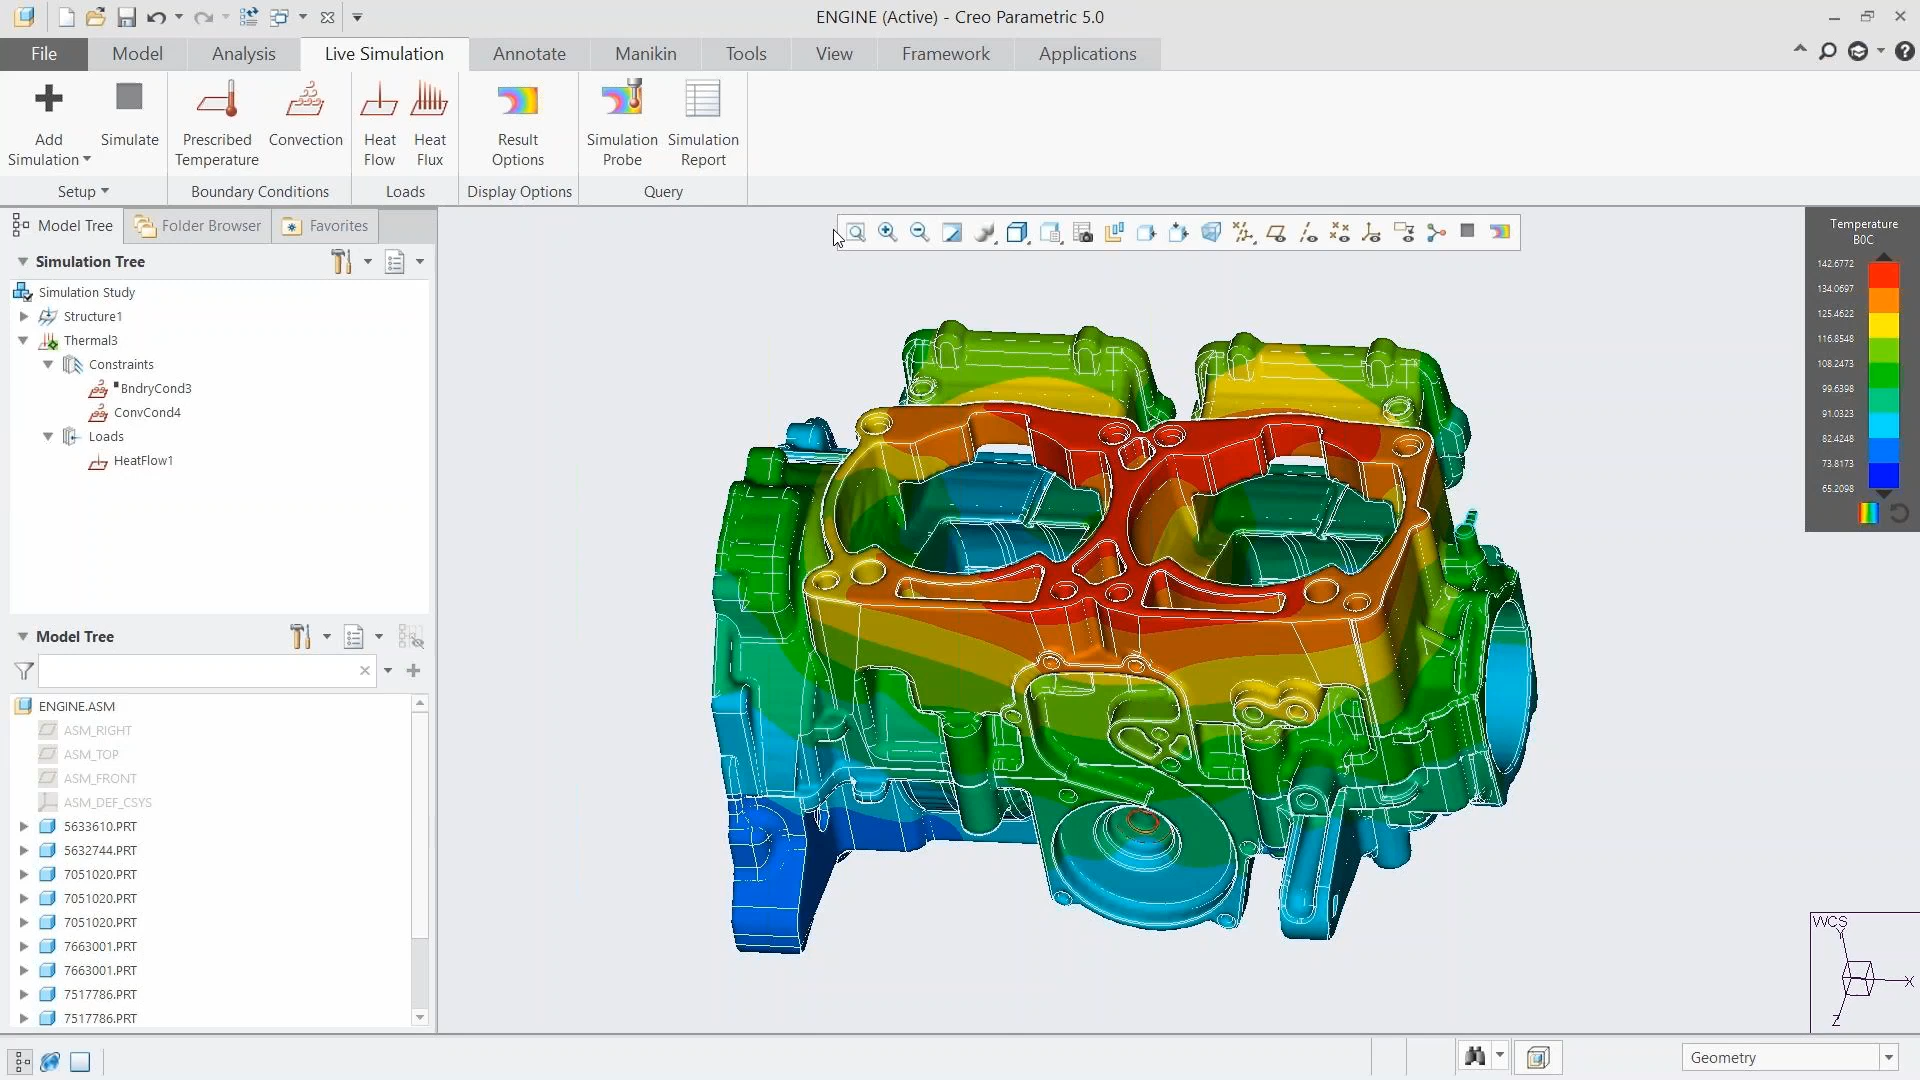 ENGINE (Active) - Creo Parametric 5.0
File
Model
Analysis
Live Simulation
Annotate
Manikin
Tools
View
Framework
Applications
Add
Simulation
Simulate
Prescribed
Temperature
Convection
Heat
Flow
Heat
Flux
Result
Options
Simulation
Probe
Simulation
Report
Setup
Boundary Conditions
Loads
Display Options
Query
Model Tree
Folder Browser
Favorites
Simulation Tree
Simulation Study
Structure1
Thermal3
Constraints
BndryCond3
ConvCond4
Loads
HeatFlow1
Model Tree
ENGINE.ASM
ASM_RIGHT
ASM_TOP
ASM_FRONT
ASM_DEF_CSYS
5633610.PRT
5632744.PRT
7051020.PRT
7051020.PRT
7051020.PRT
7663001.PRT
7663001.PRT
7517786.PRT
7517786.PRT
Temperature
B0C
142.6772
134.0697
125.4622
116.8548
108.2473
99.6398
91.0323
82.4248
73.8173
65.2098
WCS
Y
X
Z
Geometry